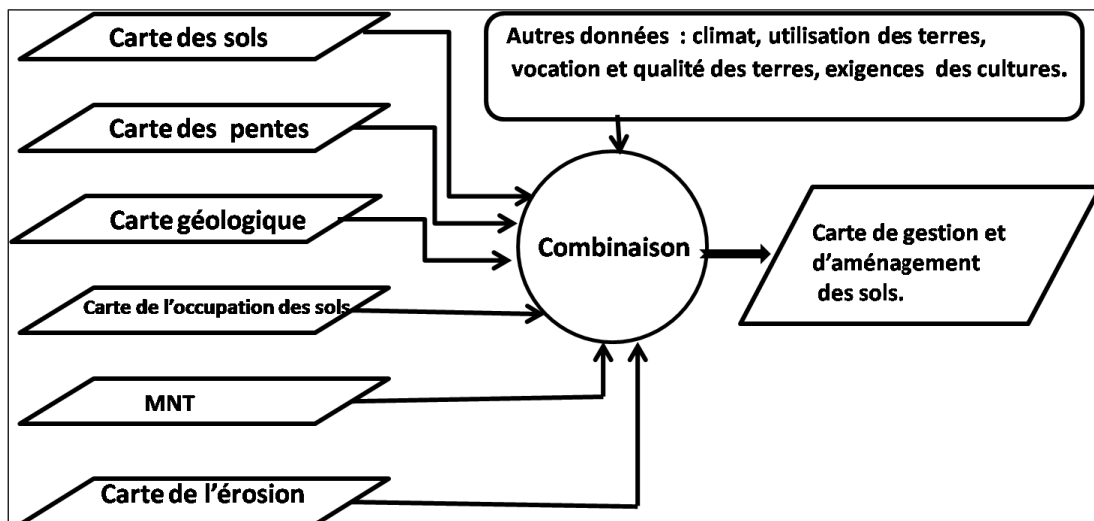 Carte des sols
Autres données : climat, utilisation des terres,
vocation et qualité des terres, exigences des cultures.
Carte des pentes
Carte géologique
Combinaison
Carte de gestion et
d'aménagement
des sols.
Carte de l'occupation des sols
MNT
Carte de l'érosion